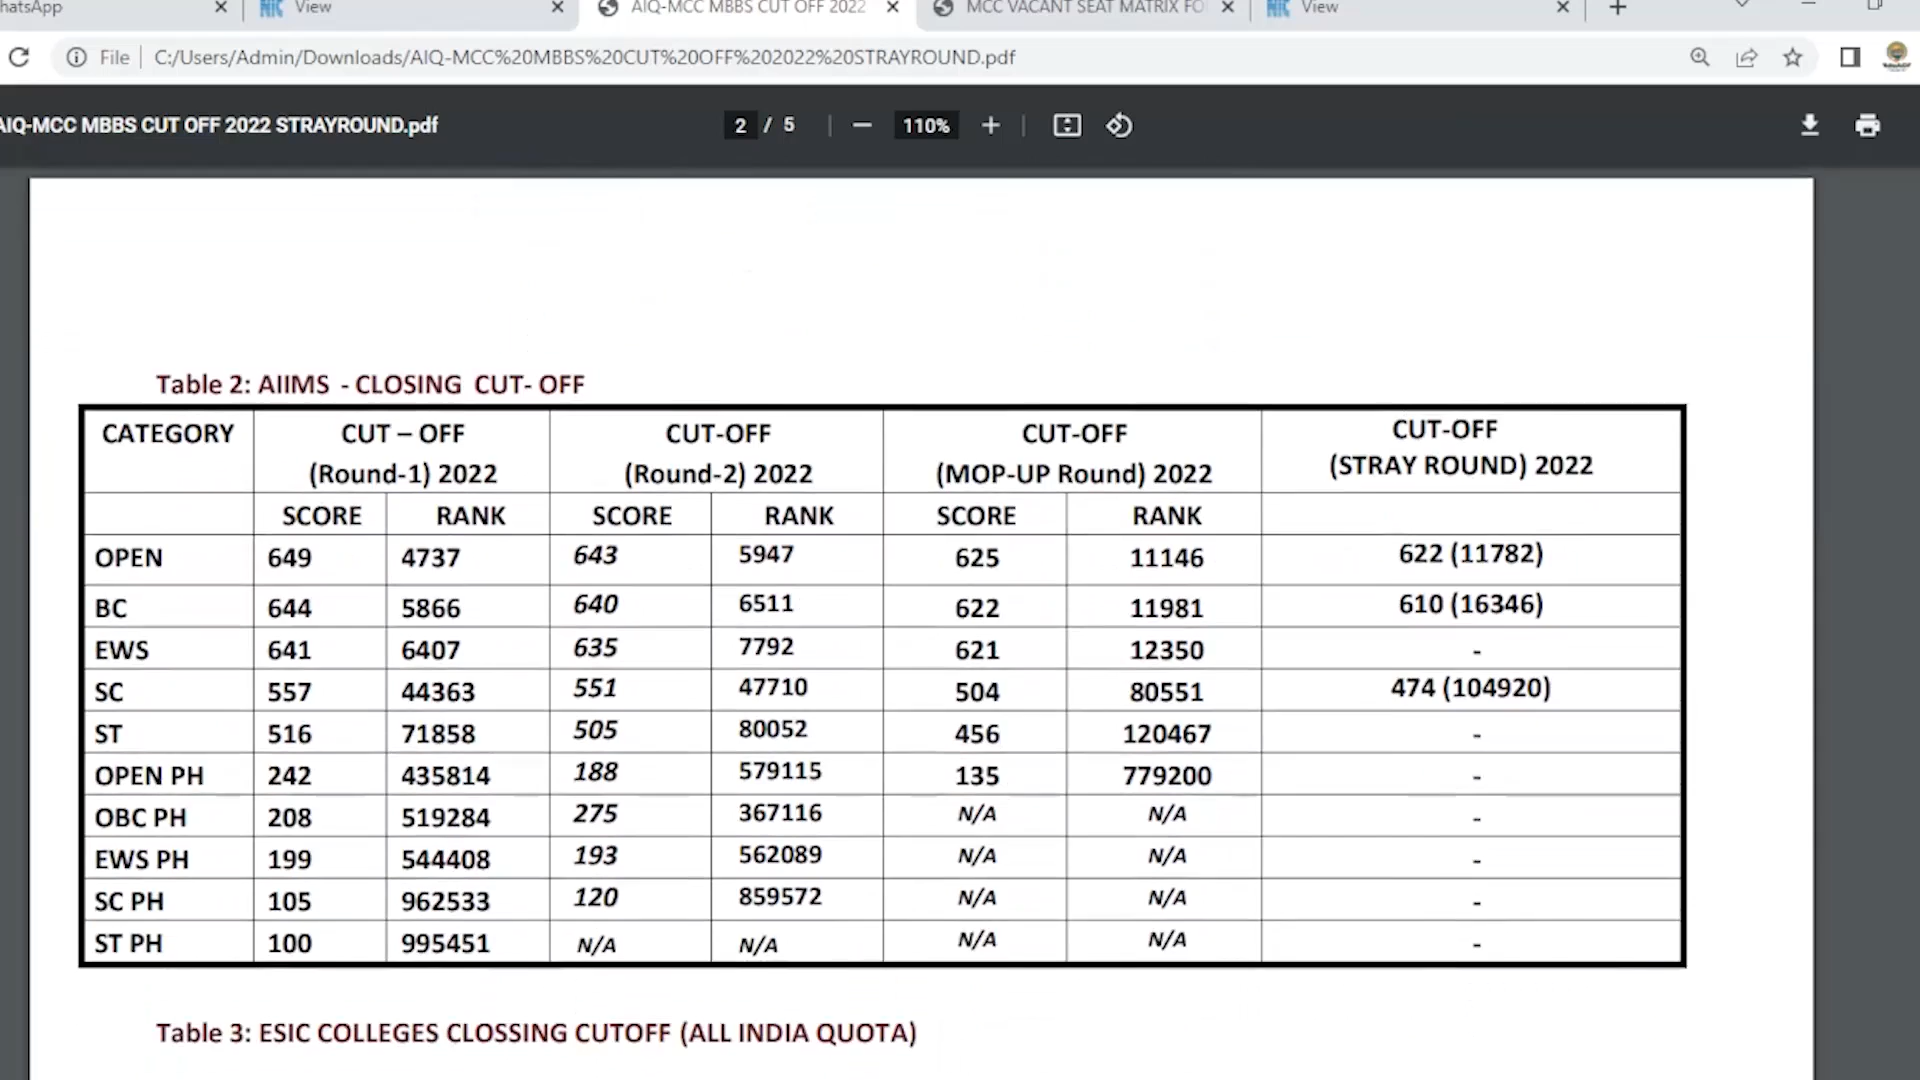 hatsApp
NIC View
AIQ-MCC MBBS CUT OFF 2022
MCC VACANT SEAT MATRIX FO
NIC View
File C:/Users/Admin/Downloads/AIQ-MCC%20MBBS%20CUT%20OFF%202022%20STRAYROUND.pdf
AIQ-MCC MBBS CUT OFF 2022 STRAYROUND.pdf
2 / 5
110%
Table 2: AIIMS - CLOSING CUT- OFF
CATEGORY CUT – OFF CUT-OFF CUT-OFF CUT-OFF
(Round-1) 2022 (Round-2) 2022 (MOP-UP Round) 2022 (STRAY ROUND) 2022
SCORE RANK SCORE RANK SCORE RANK
OPEN 649 4737 643 5947 625 11146 622 (11782)
BC 644 5866 640 6511 622 11981 610 (16346)
EWS 641 6407 635 7792 621 12350 -
SC 557 44363 551 47710 504 80551 474 (104920)
ST 516 71858 505 80052 456 120467 -
OPEN PH 242 435814 188 579115 135 779200 -
OBC PH 208 519284 275 367116 N/A N/A -
EWS PH 199 544408 193 562089 N/A N/A -
SC PH 105 962533 120 859572 N/A N/A -
ST PH 100 995451 N/A N/A N/A N/A -
Table 3: ESIC COLLEGES CLOSSING CUTOFF (ALL INDIA QUOTA)